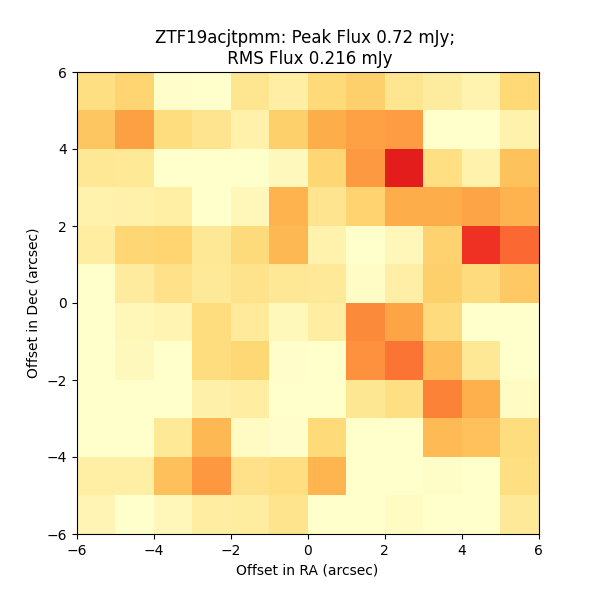 ZTF19acjtpmm: Peak Flux 0.72 mJy;
RMS Flux 0.216 mJy
6
4
2
0
−2
−4
−6
Offset in Dec (arcsec)
−6 −4 −2 0 2 4 6
Offset in RA (arcsec)